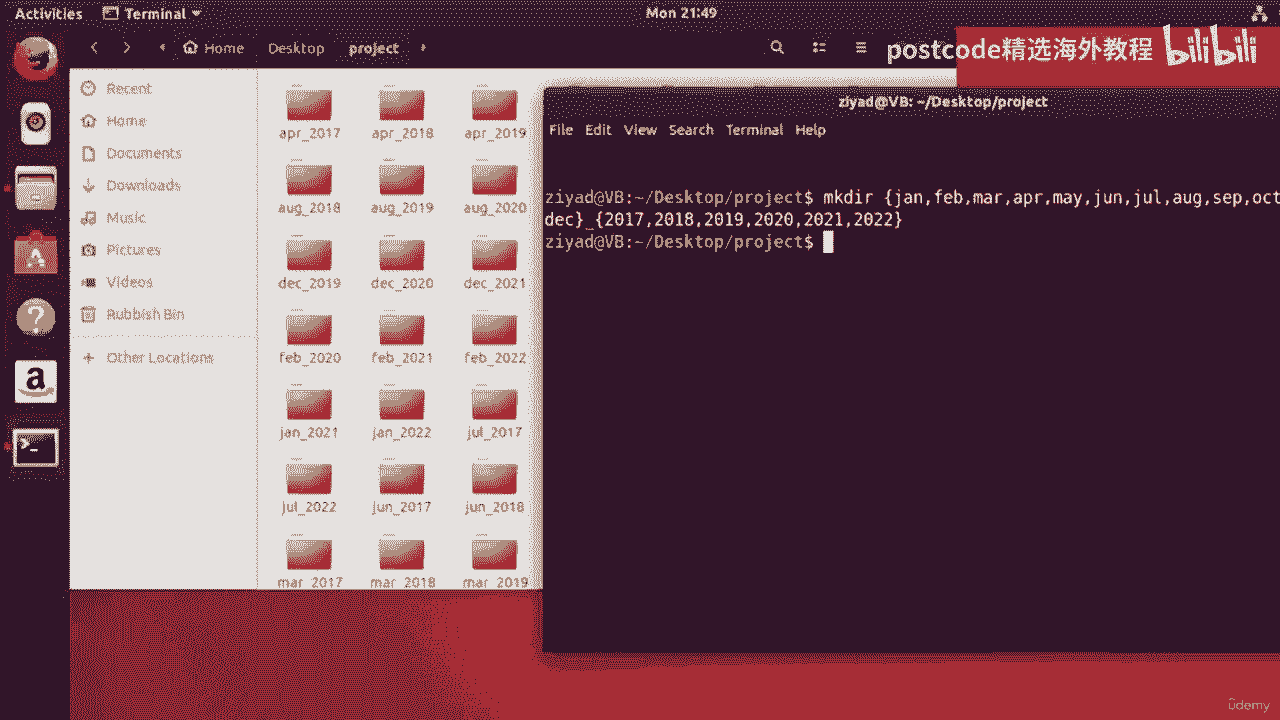 Activities Terminal Mon 21:49
Home Desktop project
postcode精选海外教程 bilibili
Recent
Home
Documents
Downloads
Music
Pictures
Videos
Rubbish Bin
Other Locations
apr_2017 apr_2018 apr_2019
aug_2018 aug_2019 aug_2020
dec_2019 dec_2020 dec_2021
feb_2020 feb_2021 feb_2022
jan_2021 jan_2022 jul_2017
jul_2022 jun_2017 jun_2018
mar_2017 mar_2018 mar_2019
ziyad@VB: ~/Desktop/project
File Edit View Search Terminal Help
ziyad@VB:~/Desktop/project$ mkdir {jan,feb,mar,apr,may,jun,jul,aug,sep,oct
dec}_{2017,2018,2019,2020,2021,2022}
ziyad@VB:~/Desktop/project$
ûdemy